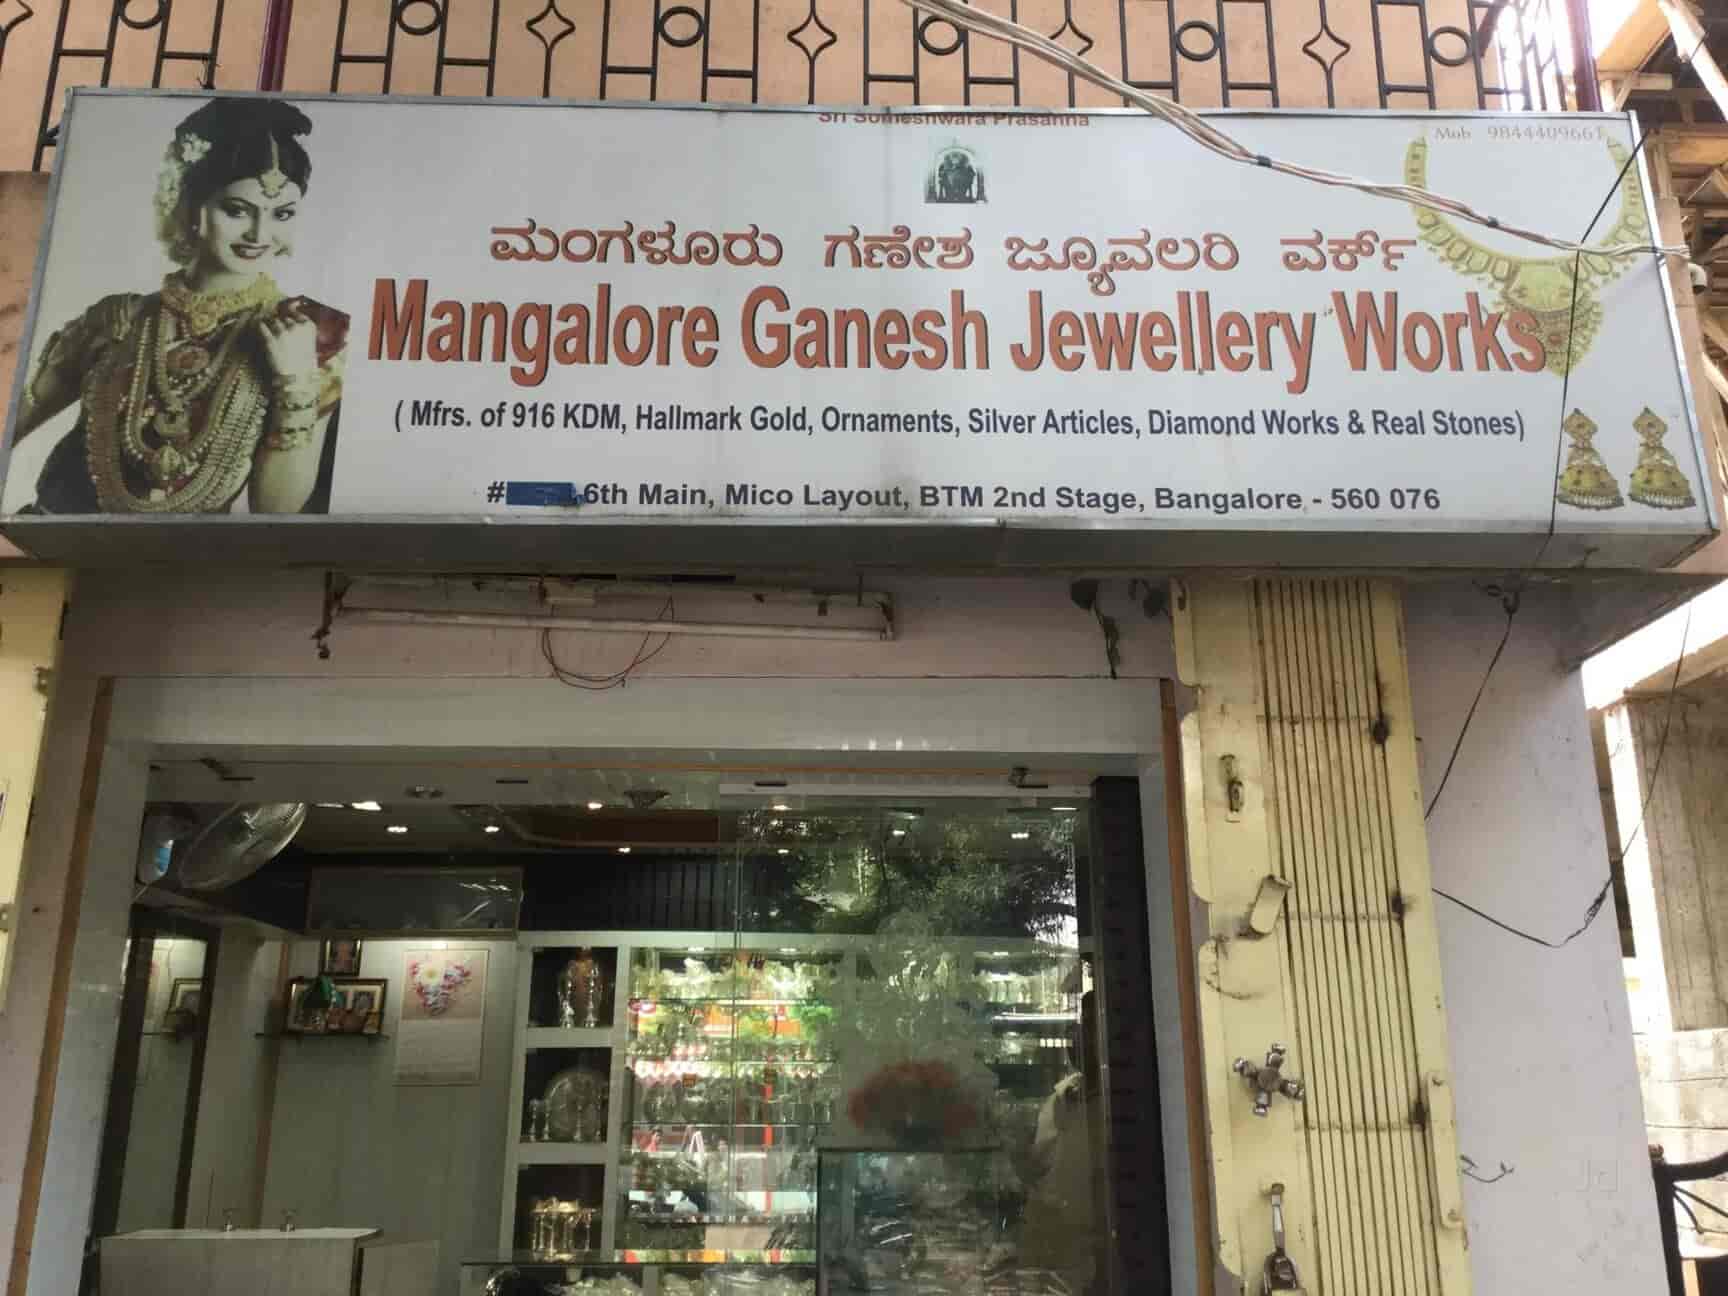 Sri Someshwara Prasanna
Mob 9844409661
ಮಂಗಳೂರು ಗಣೇಶ ಜ್ಯೂವಲರಿ ವರ್ಕ್
Mangalore Ganesh Jewellery Works
( Mfrs. of 916 KDM, Hallmark Gold, Ornaments, Silver Articles, Diamond Works & Real Stones)
# 6th Main, Mico Layout, BTM 2nd Stage, Bangalore - 560 076
Jd